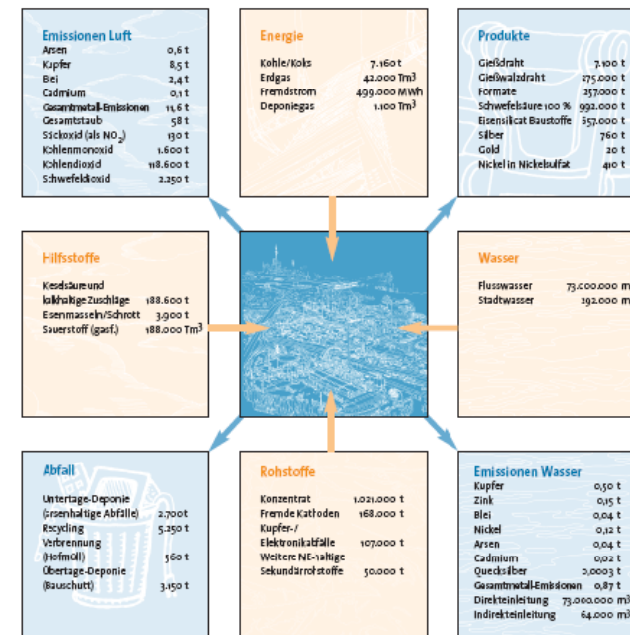 Emissionen Luft
Arsen 0,6 t
Kupfer 8,5 t
Blei 2,4 t
Cadmium 0,1 t
Gesamtmetall-Emissionen 11,6 t
Gesamtstaub 58 t
Stickoxid (als NO2) 130 t
Kohlenmonoxid 1.600 t
Kohlendioxid 118.600 t
Schwefeldioxid 2.250 t
Energie
Kohle/Koks 7.160 t
Erdgas 42.000 Tm³
Fremdstrom 499.000 MWh
Deponiegas 1.100 Tm³
Produkte
Gießdraht 7.100 t
Gießwalzdraht 175.000 t
Formate 257.000 t
Schwefelsäure 100 % 992.000 t
Eisensilicat Baustoffe 557.000 t
Silber 760 t
Gold 20 t
Nickel in Nickelsulfat 410 t
Hilfsstoffe
Kieselsäure und
kalkhaltige Zuschläge 188.600 t
Eisenmasseln/Schrott 3.900 t
Sauerstoff (gasf.) 188.000 Tm³
Wasser
Flusswasser 73.000.000 m
Stadtwasser 192.000 m
Abfall
Untertage-Deponie
(arsenhaltige Abfälle) 2.700t
Recycling 5.250 t
Verbrennung
(Hofmüll) 560 t
Übertage-Deponie
(Bauschutt) 3.150 t
Rohstoffe
Konzentrat 1.021.000 t
Fremde Kathoden 168.000 t
Kupfer-/
Elektronikabfälle 107.000 t
Weitere NE-haltige
Sekundärrohstoffe 50.000 t
Emissionen Wasser
Kupfer 0,50 t
Zink 0,15 t
Blei 0,04 t
Nickel 0,12 t
Arsen 0,04 t
Cadmium 0,02 t
Quecksilber 0,0003 t
Gesamtmetall-Emissionen 0,87 t
Direkteinleitung 73.000.000 m³
Indirekteinleitung 64.000 m³